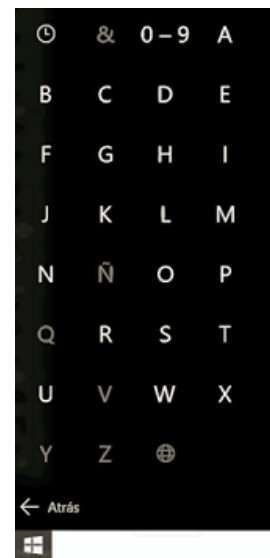 & 0–9 A
B C D E
F G H I
J K L M
N Ñ O P
Q R S T
U V W X
Y Z
← Atrás